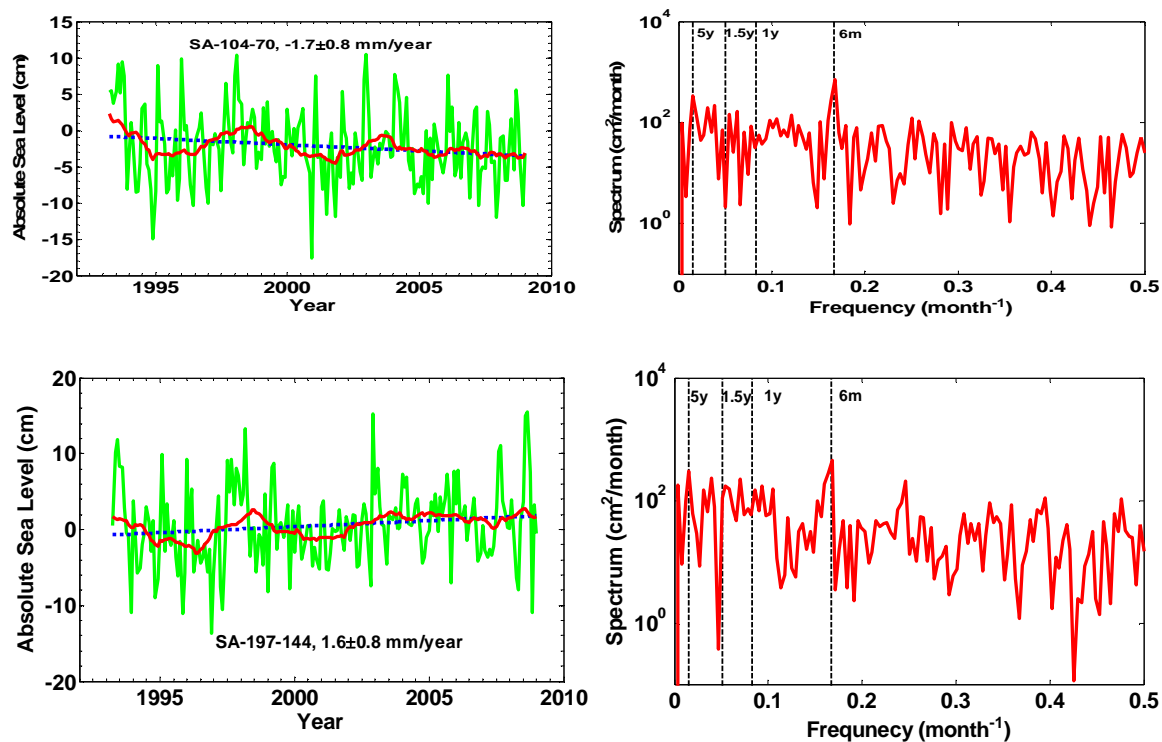 15
10
5
0
-5
-10
-15
-20
1995
2000
2005
2010
Absolute Sea Level (cm)
Year
SA-104-70, -1.7±0.8 mm/year
10⁴
10²
10⁰
0
0.1
0.2
0.3
0.4
0.5
5y
1.5y
1y
6m
Spectrum (cm²/month)
Frequency (month⁻¹)
20
10
0
-10
-20
1995
2000
2005
2010
Absolute Sea Level (cm)
Year
SA-197-144, 1.6±0.8 mm/year
10⁴
10²
10⁰
0
0.1
0.2
0.3
0.4
0.5
5y
1.5y
1y
6m
Spectrum (cm²/month)
Frequnecy (month⁻¹)